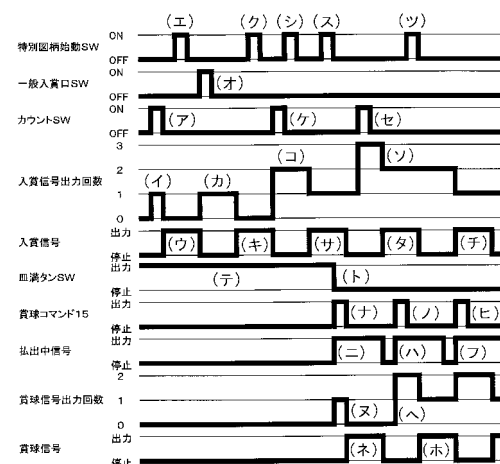 (エ) (ク) (シ) (ス) (ツ)
特別図柄始動SW ON OFF
一般入賞口SW ON OFF (オ)
カウントSW ON OFF (ア) (ケ) (セ)
入賞信号出力回数 3 2 1 0 (イ) (カ) (コ) (ソ)
入賞信号 出力 停止 (ウ) (キ) (サ) (タ) (チ)
皿満タンSW 出力 停止 (テ) (ト)
賞球コマンド15 出力 停止 (ナ) (ノ) (ヒ)
払出中信号 出力 停止 (ニ) (ハ) (フ)
賞球信号出力回数 2 1 0 (ヌ) (ヘ)
賞球信号 出力 停止 (ネ) (ホ)